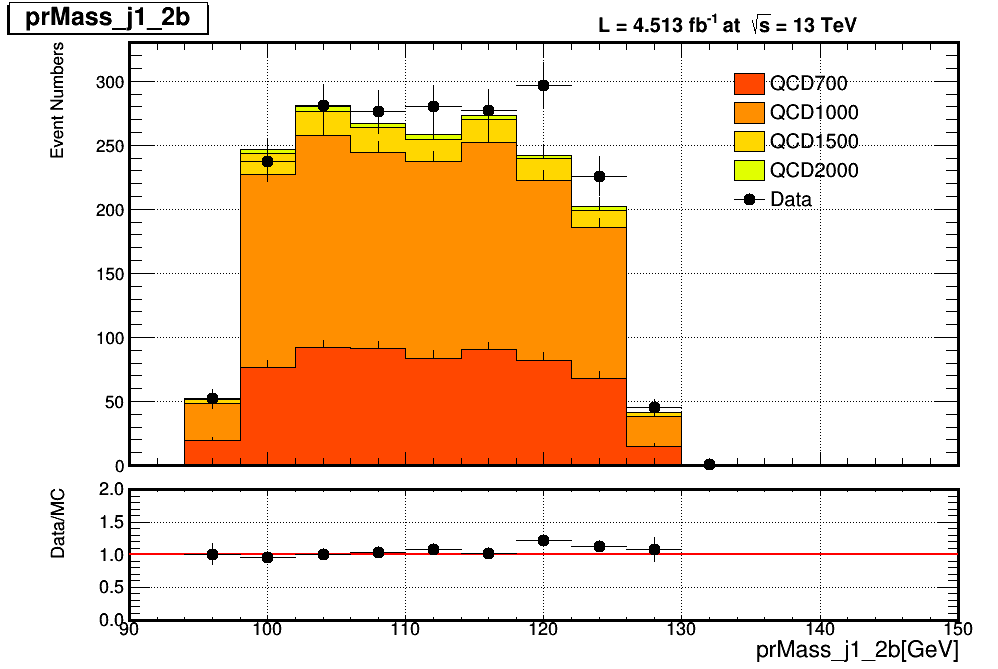 prMass_j1_2b
L = 4.513 fb-1 at √s = 13 TeV
Event Numbers
300
250
200
150
100
50
0
QCD700
QCD1000
QCD1500
QCD2000
Data
Data/MC
2.0
1.5
1.0
0.5
0.0
90 100 110 120 130 140 150
prMass_j1_2b[GeV]